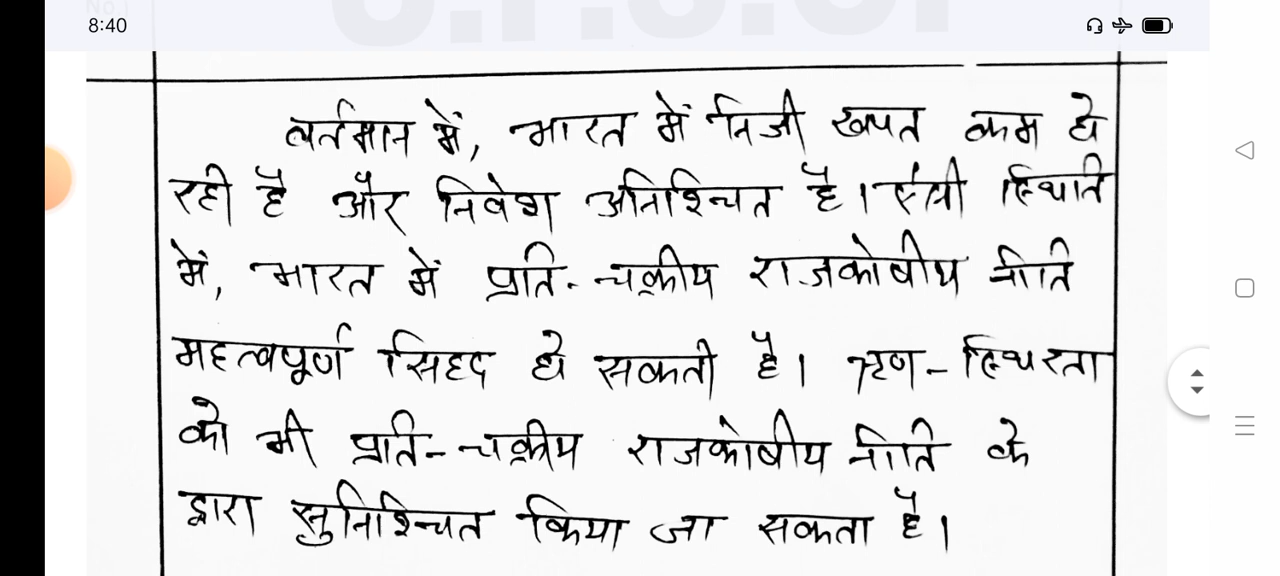 8:40
वर्तमान में, भारत में निजी खपत कम हो
रही है और निवेश अनिश्चित है। ऐसी स्थिति
में, भारत में प्रति-चक्रीय राजकोषीय नीति
महत्वपूर्ण सिद्ध हो सकती है। ऋण-स्थिरता
को भी प्रति-चक्रीय राजकोषीय नीति के
द्वारा सुनिश्चित किया जा सकता है।